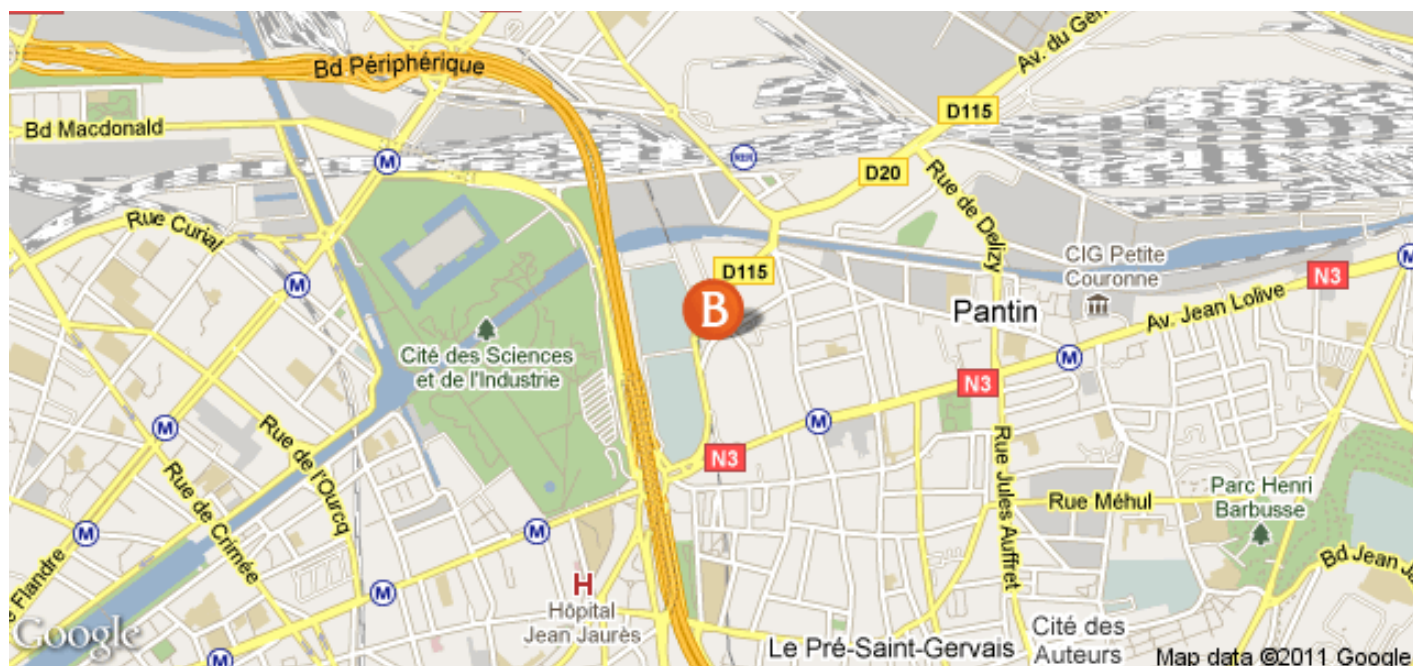 Av. du Gén
Bd Périphérique
D115
Bd Macdonald
M
RER
D20
Rue de Delizy
Rue Curial
M
D115
CIG Petite
Couronne
M
N3
B
Pantin
Av. Jean Lolive
Cité des Sciences
et de l'Industrie
M
N3
M
M
Rue de l'Ourcq
N3
Rue de Crimée
Rue Jules Auffret
Rue Méhul
Parc Henri
Barbusse
M
M
Flandre
Bd Jean Ja
H
M
Hôpital
Jean Jaurès
Google
Le Pré-Saint-Gervais
Cité des
Auteurs
M
Map data ©2011 Google